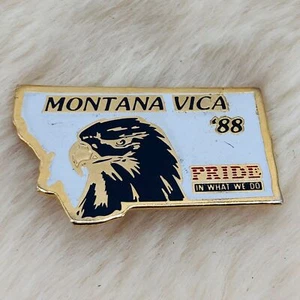 MONTANA VICA
'88
PRIDE
IN WHAT WE DO